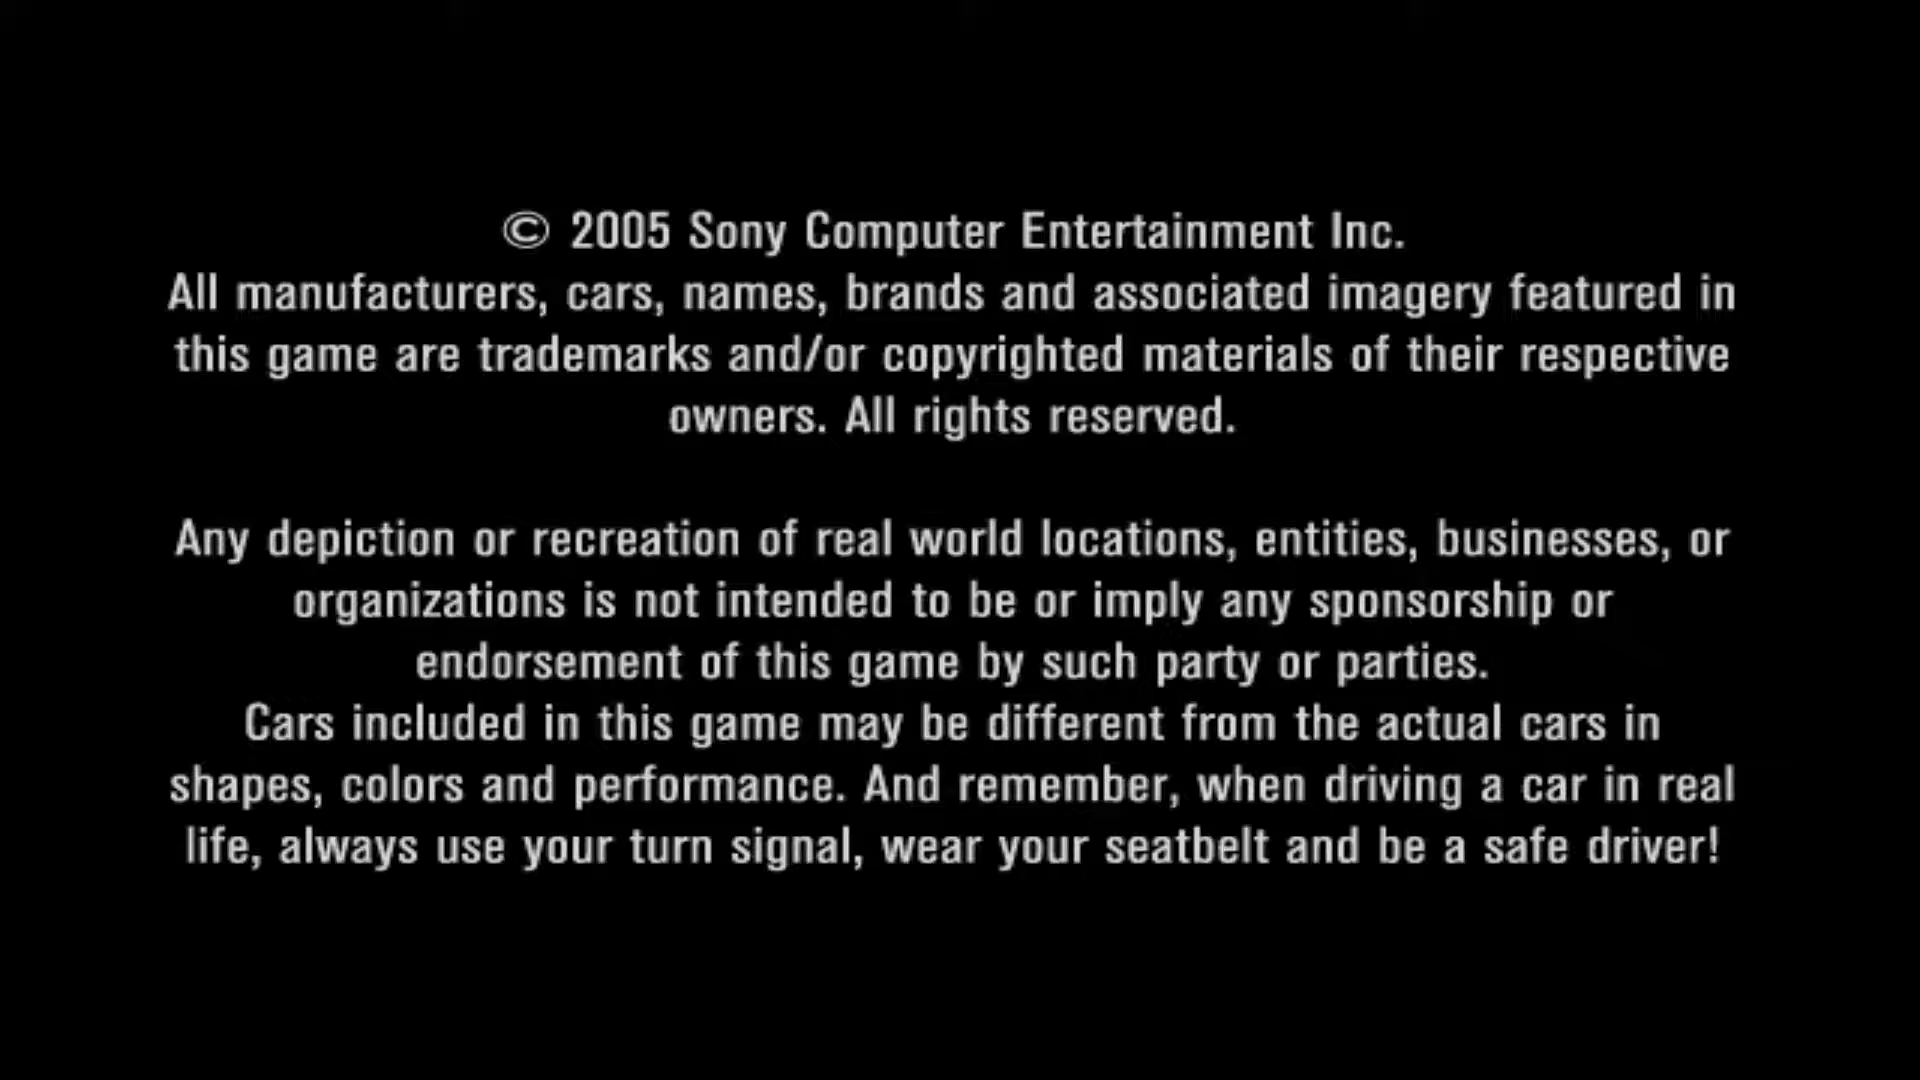 © 2005 Sony Computer Entertainment Inc.
All manufacturers, cars, names, brands and associated imagery featured in
this game are trademarks and/or copyrighted materials of their respective
owners. All rights reserved.
Any depiction or recreation of real world locations, entities, businesses, or
organizations is not intended to be or imply any sponsorship or
endorsement of this game by such party or parties.
Cars included in this game may be different from the actual cars in
shapes, colors and performance. And remember, when driving a car in real
life, always use your turn signal, wear your seatbelt and be a safe driver!